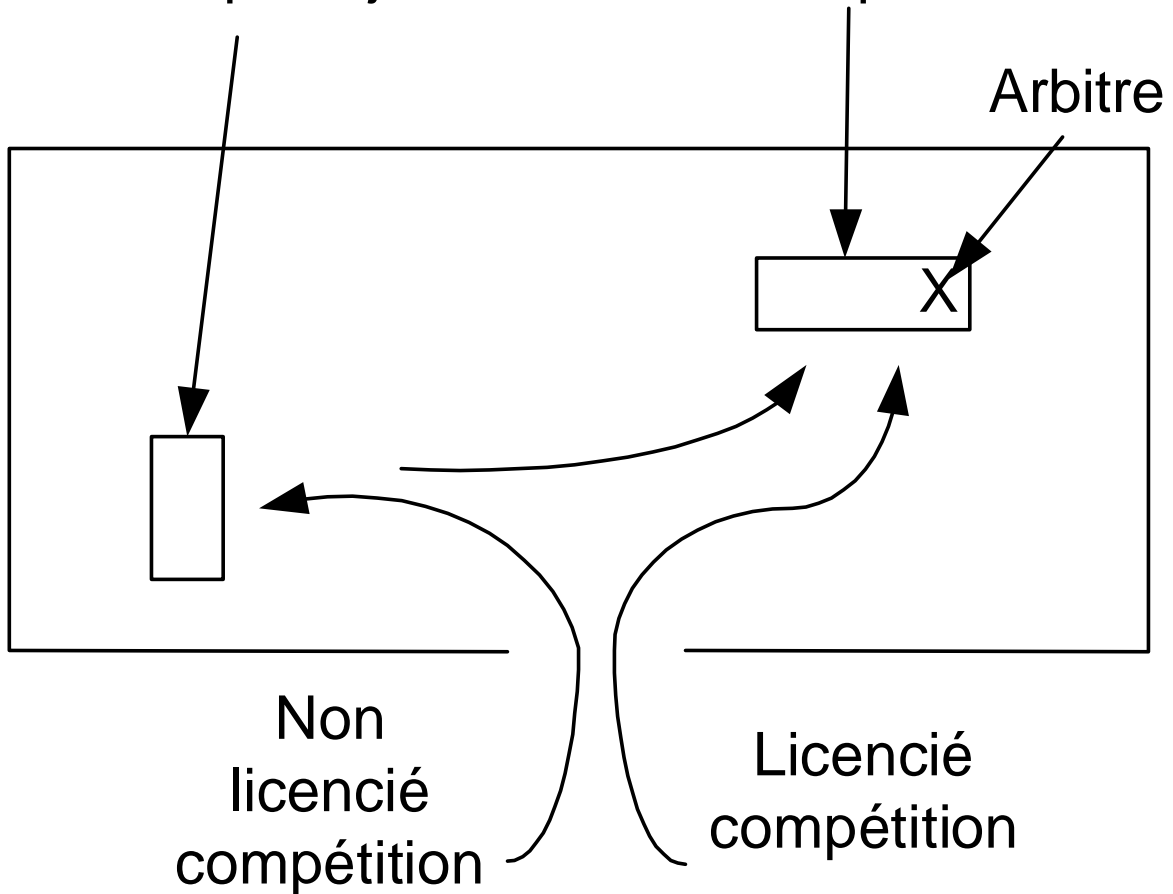 Arbitre
X
Non
licencié
compétition
Licencié
compétition